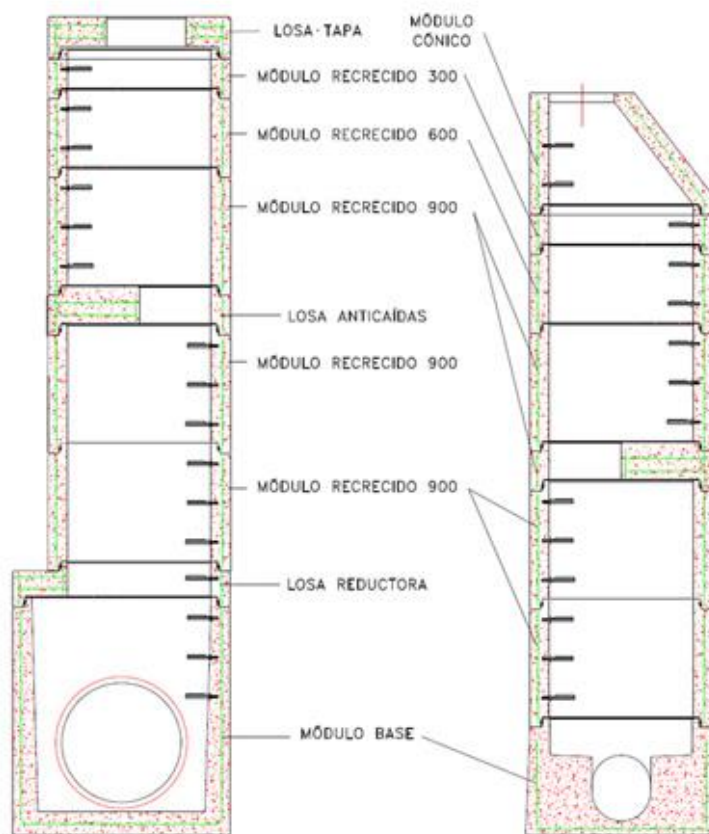 LOSA-TAPA
MÓDULO
CÓNICO
MÓDULO RECRECIDO 300
MÓDULO RECRECIDO 600
MÓDULO RECRECIDO 900
LOSA ANTICAÍDAS
MÓDULO RECRECIDO 900
MÓDULO RECRECIDO 900
LOSA REDUCTORA
MÓDULO BASE